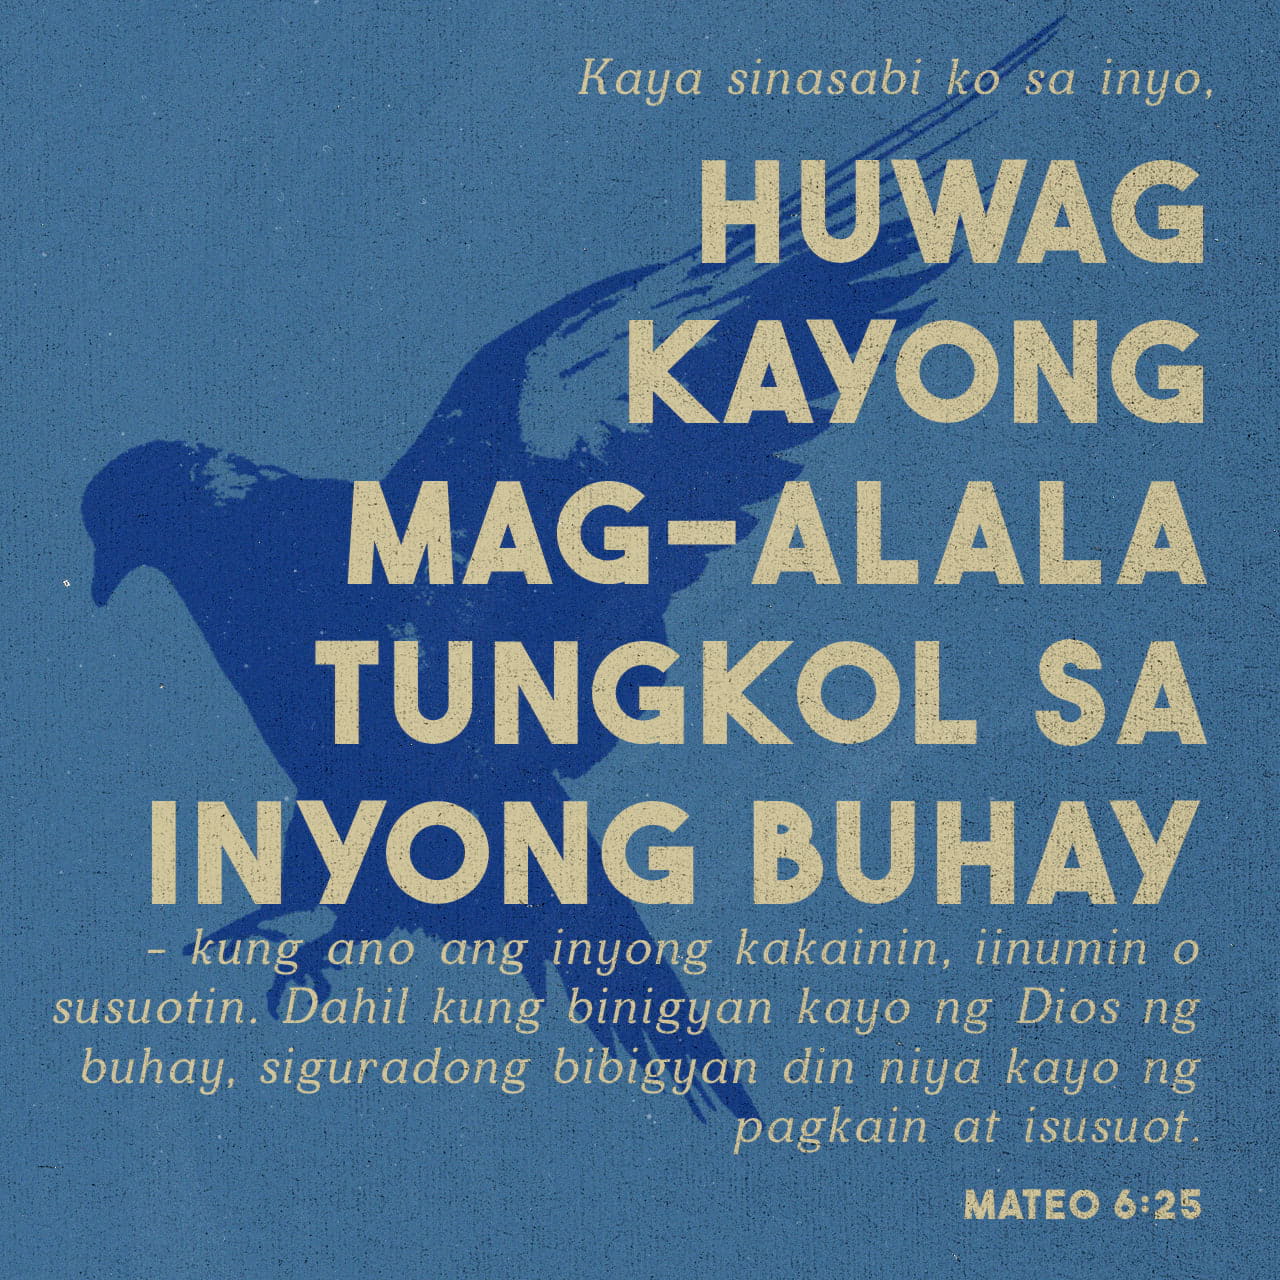 Kaya sinasabi ko sa inyo,
HUWAG
KAYONG
MAG-ALALA
TUNGKOL SA
INYONG BUHAY
– kung ano ang inyong kakainin, iinumin o
susuotin. Dahil kung binigyan kayo ng Dios ng
buhay, siguradong bibigyan din niya kayo ng
pagkain at isusuot.
MATEO 6:25